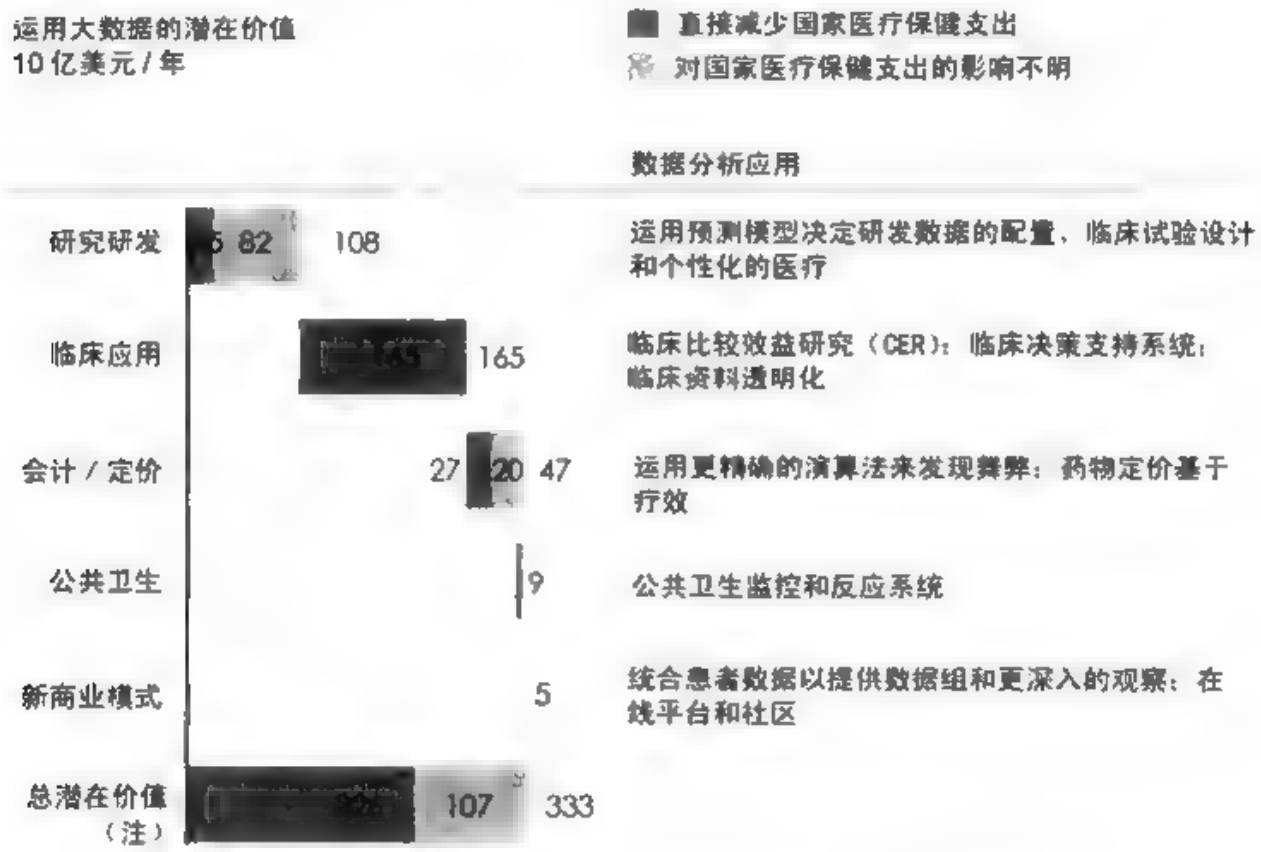 运用大数据的潜在价值
10亿美元/年
直接减少国家医疗保健支出
对国家医疗保健支出的影响不明
数据分析应用
研究研发 82 108 运用预测模型决定研发数据的配置、临床试验设计
和个性化的医疗
临床应用 165 临床比较效益研究（CER）；临床决策支持系统；
临床资料透明化
会计/定价 27 20 47 运用更精确的演算法来发现舞弊；药物定价基于
疗效
公共卫生 9 公共卫生监控和反应系统
新商业模式 5 统合患者数据以提供数据组和更深入的观察；在
线平台和社区
总潜在价值 107 333
（注）